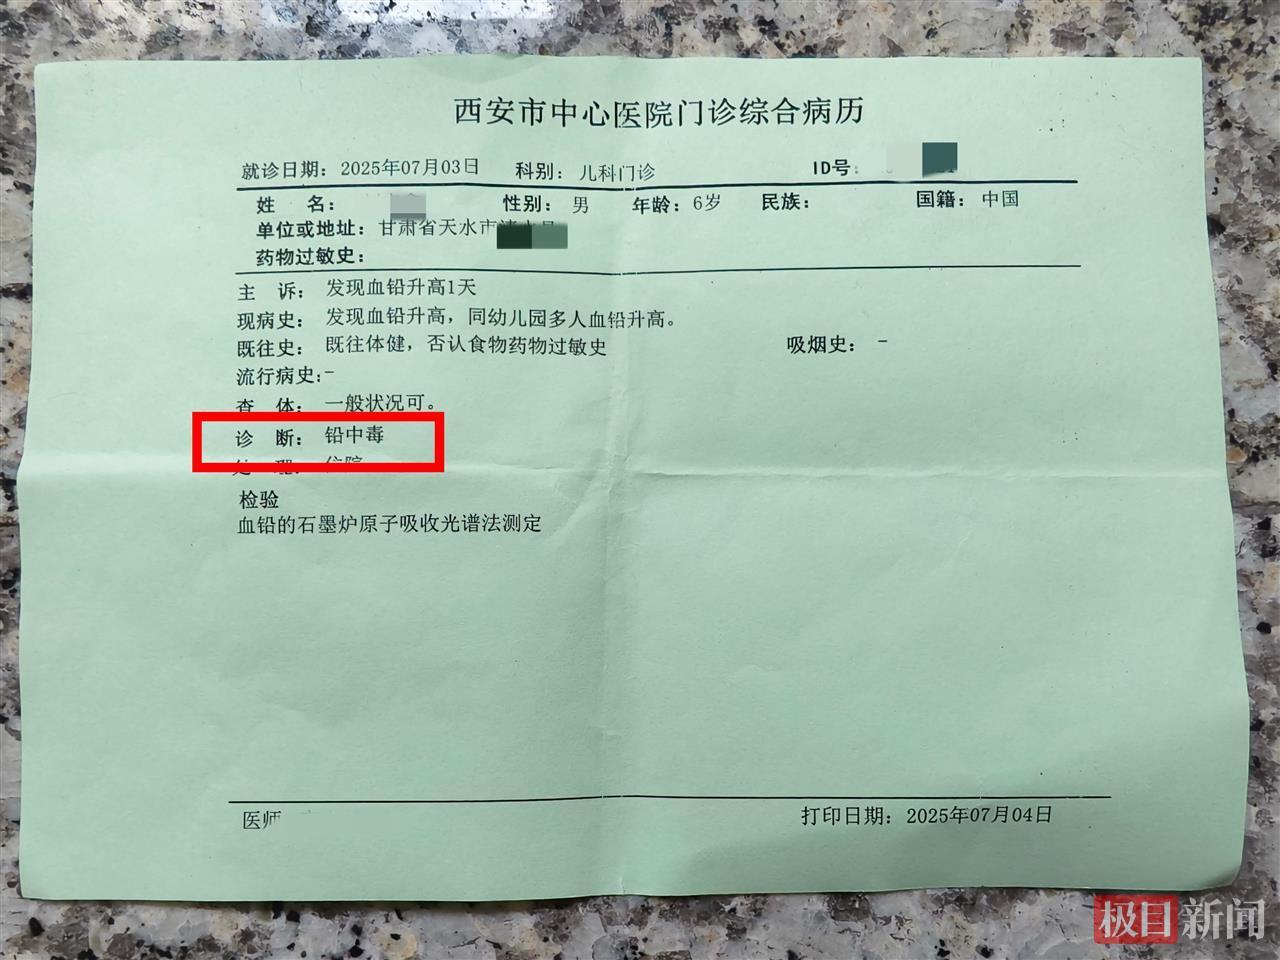 西安市中心医院门诊综合病历
就诊日期：2025年07月03日 科别：儿科门诊 ID号：
姓 名： 性别：男 年龄：6岁 民族： 国籍：中国
单位或地址：甘肃省天水市
药物过敏史：
主 诉：发现血铅升高1天
现病史：发现血铅升高，同幼儿园多人血铅升高。
既往史：既往体健，否认食物药物过敏史 吸烟史：-
流行病史:-
查 体：一般状况可。
诊 断：铅中毒
处 理：住院
检验
血铅的石墨炉原子吸收光谱法测定
医师 打印日期：2025年07月04日
极目新闻